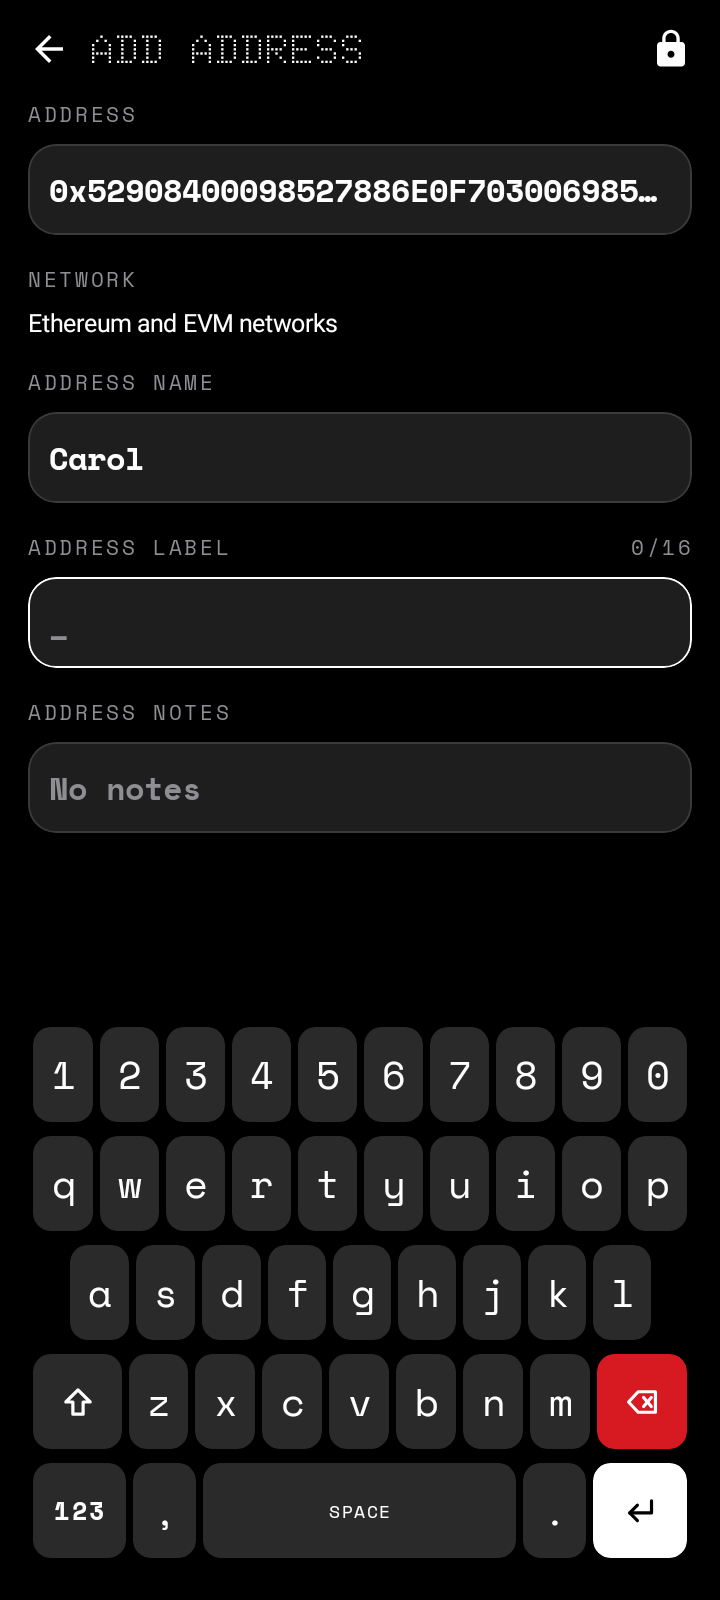 ADD ADDRESS
ADDRESS
0x52908400098527886E0F703006985…
NETWORK
Ethereum and EVM networks
ADDRESS NAME
Carol
ADDRESS LABEL 0/16
_
ADDRESS NOTES
No notes
1 2 3 4 5 6 7 8 9 0
q w e r t y u i o p
a s d f g h j k l
z x c v b n m
123 , SPACE .